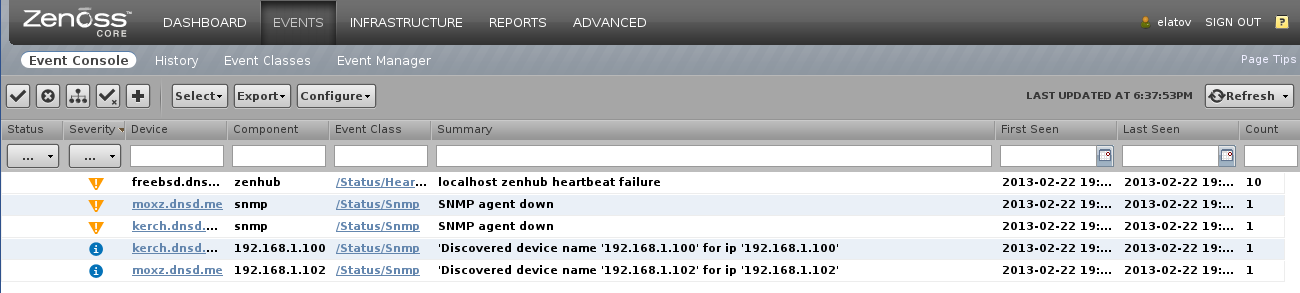 Zenoss CORE DASHBOARD EVENTS INFRASTRUCTURE REPORTS ADVANCED elatov SIGN OUT ?
Event Console History Event Classes Event Manager Page Tips
Select Export Configure LAST UPDATED AT 6:37:53PM Refresh
Status Severity Device Component Event Class Summary First Seen Last Seen Count
... ...
freebsd.dns... zenhub /Status/Hear... localhost zenhub heartbeat failure 2013-02-22 19:... 2013-02-22 19:... 10
moxz.dnsd.me snmp /Status/Snmp SNMP agent down 2013-02-22 19:... 2013-02-22 19:... 1
kerch.dnsd.... snmp /Status/Snmp SNMP agent down 2013-02-22 19:... 2013-02-22 19:... 1
kerch.dnsd.... 192.168.1.100 /Status/Snmp 'Discovered device name '192.168.1.100' for ip '192.168.1.100' 2013-02-22 19:... 2013-02-22 19:... 1
moxz.dnsd.me 192.168.1.102 /Status/Snmp 'Discovered device name '192.168.1.102' for ip '192.168.1.102' 2013-02-22 19:... 2013-02-22 19:... 1